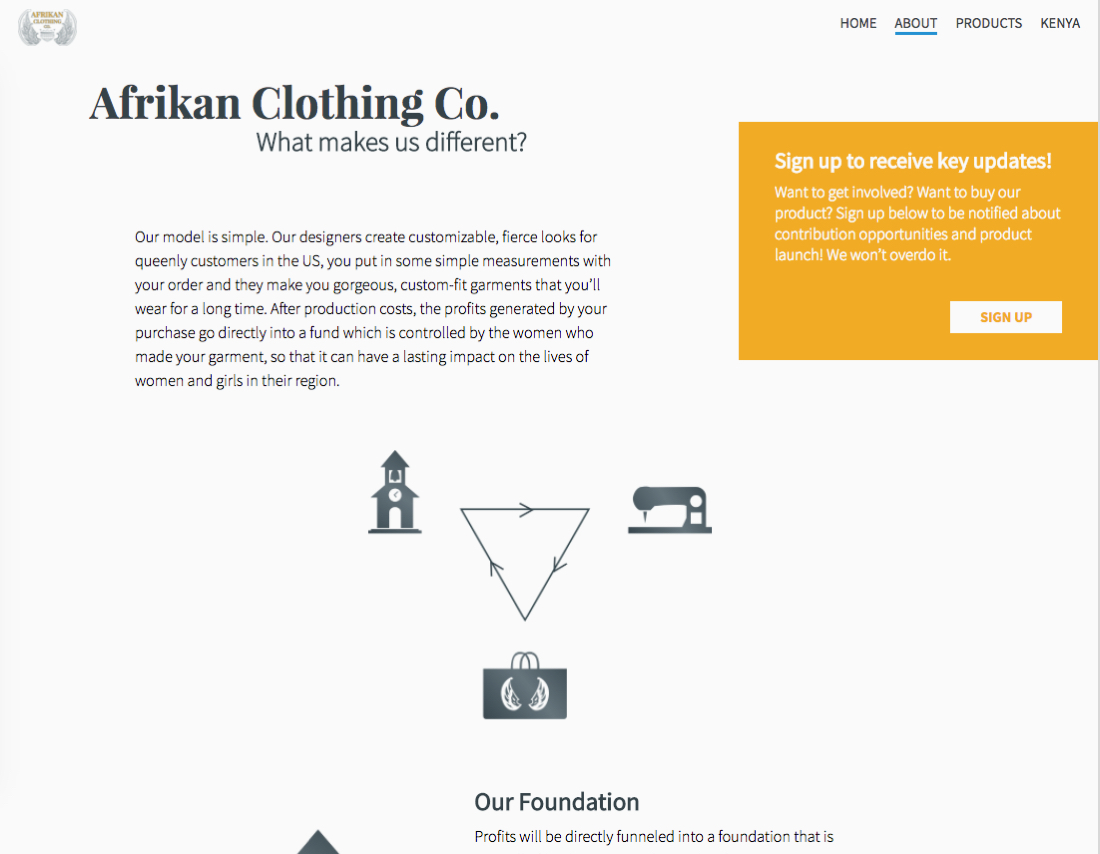 AFRIKAN
CLOTHING
CO.
HOME ABOUT PRODUCTS KENYA
Afrikan Clothing Co.
What makes us different?
Sign up to receive key updates!
Want to get involved? Want to buy our
product? Sign up below to be notified about
contribution opportunities and product
launch! We won't overdo it.
SIGN UP
Our model is simple. Our designers create customizable, fierce looks for
queenly customers in the US, you put in some simple measurements with
your order and they make you gorgeous, custom-fit garments that you'll
wear for a long time. After production costs, the profits generated by your
purchase go directly into a fund which is controlled by the women who
made your garment, so that it can have a lasting impact on the lives of
women and girls in their region.
Our Foundation
Profits will be directly funneled into a foundation that is